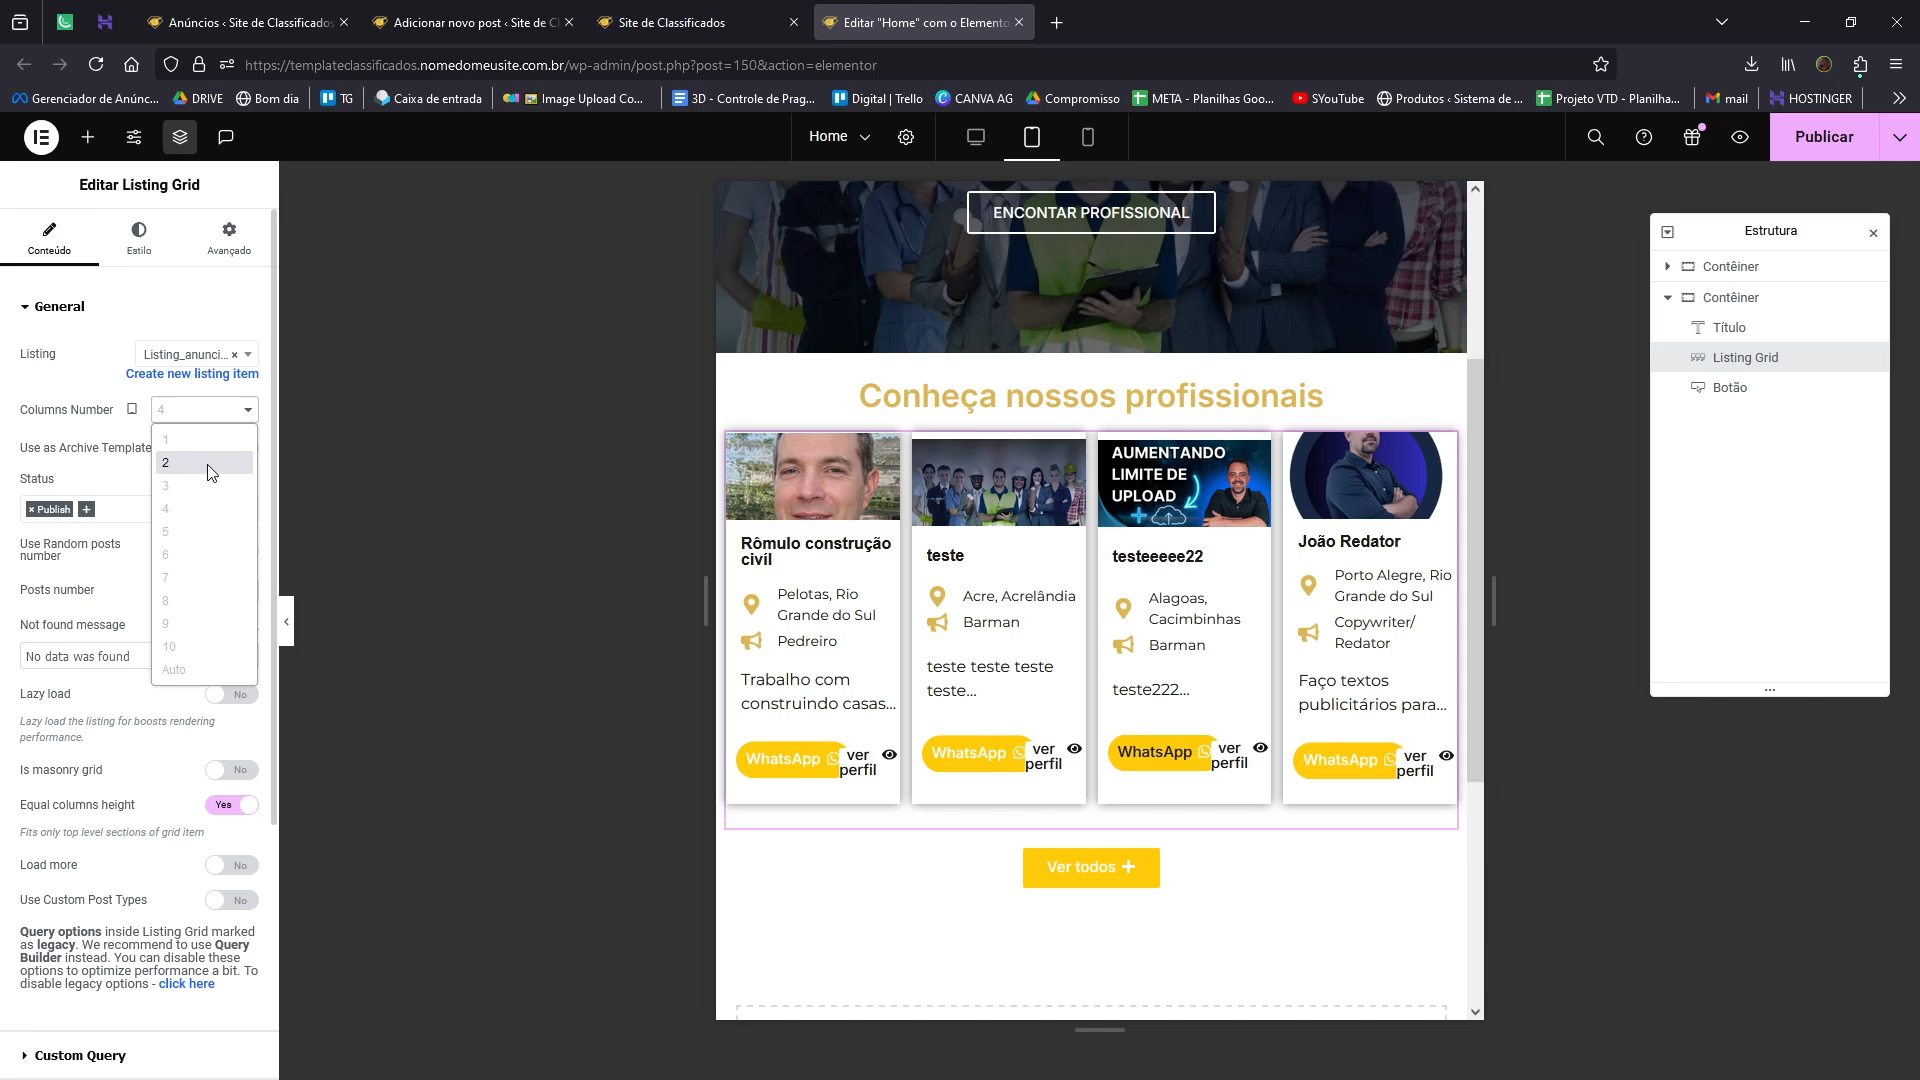 Anúncios ‹ Site de Classificados
Adicionar novo post ‹ Site de Cl
Site de Classificados
Editar "Home" com o Elemento
https://templateclassificados.nomedomeusite.com.br/wp-admin/post.php?post=150&action=elementor
Gerenciador de Anúnc...
DRIVE
Bom dia
TG
Caixa de entrada
Image Upload Co...
3D - Controle de Prag...
Digital | Trello
CANVA AG
Compromisso
META - Planilhas Goo...
SYouTube
Produtos ‹ Sistema de ...
Projeto VTD - Planilha...
mail
HOSTINGER
Home
Publicar
Editar Listing Grid
Conteúdo
Estilo
Avançado
General
Listing
Listing_anunci... ×
Create new listing item
Columns Number
4
1
2
3
4
5
6
7
8
9
10
Auto
Use as Archive Template
Status
× Publish
+
Use Random posts
number
Posts number
Not found message
No data was found
Lazy load
No
Lazy load the listing for boosts rendering
performance.
Is masonry grid
No
Equal columns height
Yes
Fits only top level sections of grid item
Load more
No
Use Custom Post Types
No
Query options inside Listing Grid marked
as legacy. We recommend to use Query
Builder instead. You can disable these
options to optimize performance a bit. To
disable legacy options - click here
Custom Query
ENCONTAR PROFISSIONAL
Conheça nossos profissionais
Rômulo construção
civíl
Pelotas, Rio
Grande do Sul
Pedreiro
Trabalho com
construindo casas...
WhatsApp
ver
perfil
teste
Acre, Acrelândia
Barman
teste teste teste
teste...
WhatsApp
ver
perfil
AUMENTANDO
LIMITE DE
UPLOAD
testeeeee22
Alagoas,
Cacimbinhas
Barman
teste222...
WhatsApp
ver
perfil
João Redator
Porto Alegre, Rio
Grande do Sul
Copywriter/
Redator
Faço textos
publicitários para...
WhatsApp
ver
perfil
Ver todos
Estrutura
Contêiner
Contêiner
Título
Listing Grid
Botão